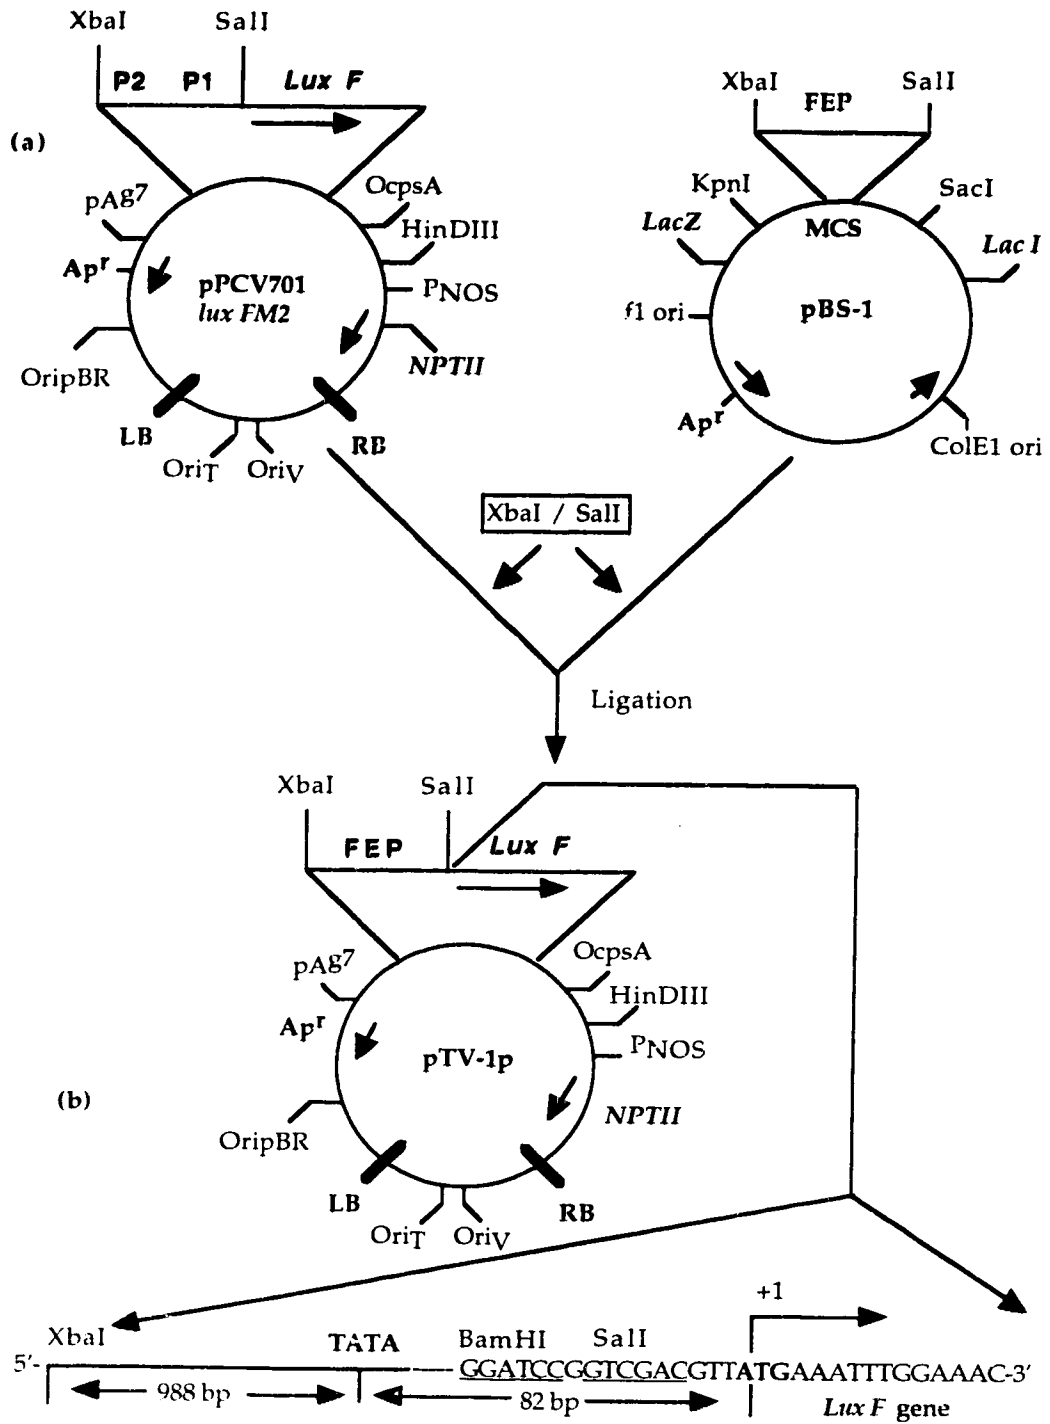 XbaI SalI
P2 P1 Lux F
XbaI SalI
FEP
(a)
pAg7
OcpsA
KpnI
SacI
HinDIII
LacZ
MCS
Lac I
Apr
pPCV701
lux FM2
PNOS
f1 ori
pBS-1
NPTII
OripBR
LB
RB
Apr
ColE1 ori
OriT OriV
XbaI / SalI
Ligation
XbaI SalI
FEP Lux F
pAg7
OcpsA
HinDIII
Apr
pTV-1p
PNOS
(b)
NPTII
OripBR
LB
RB
OriT OriV
+1
XbaI
TATA
BamHI SalI
5'- GGATCCGGTCGACGTTATGAAATTTGGAAAC-3'
988 bp
82 bp
Lux F gene